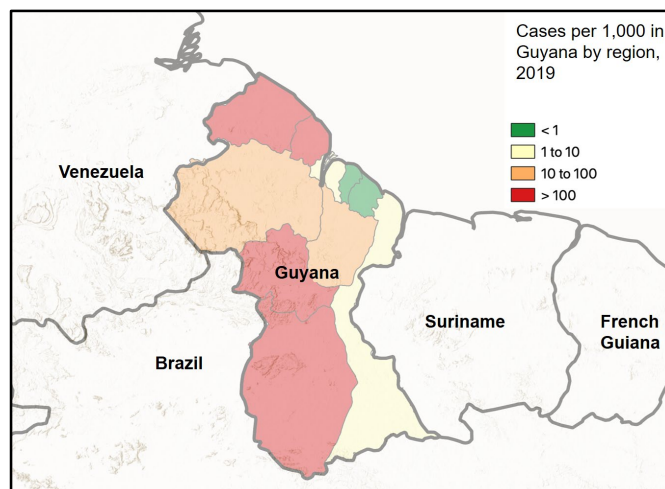 Cases per 1,000 in
Guyana by region,
2019
< 1
1 to 10
10 to 100
> 100
Venezuela
Guyana
Suriname
French
Guiana
Brazil